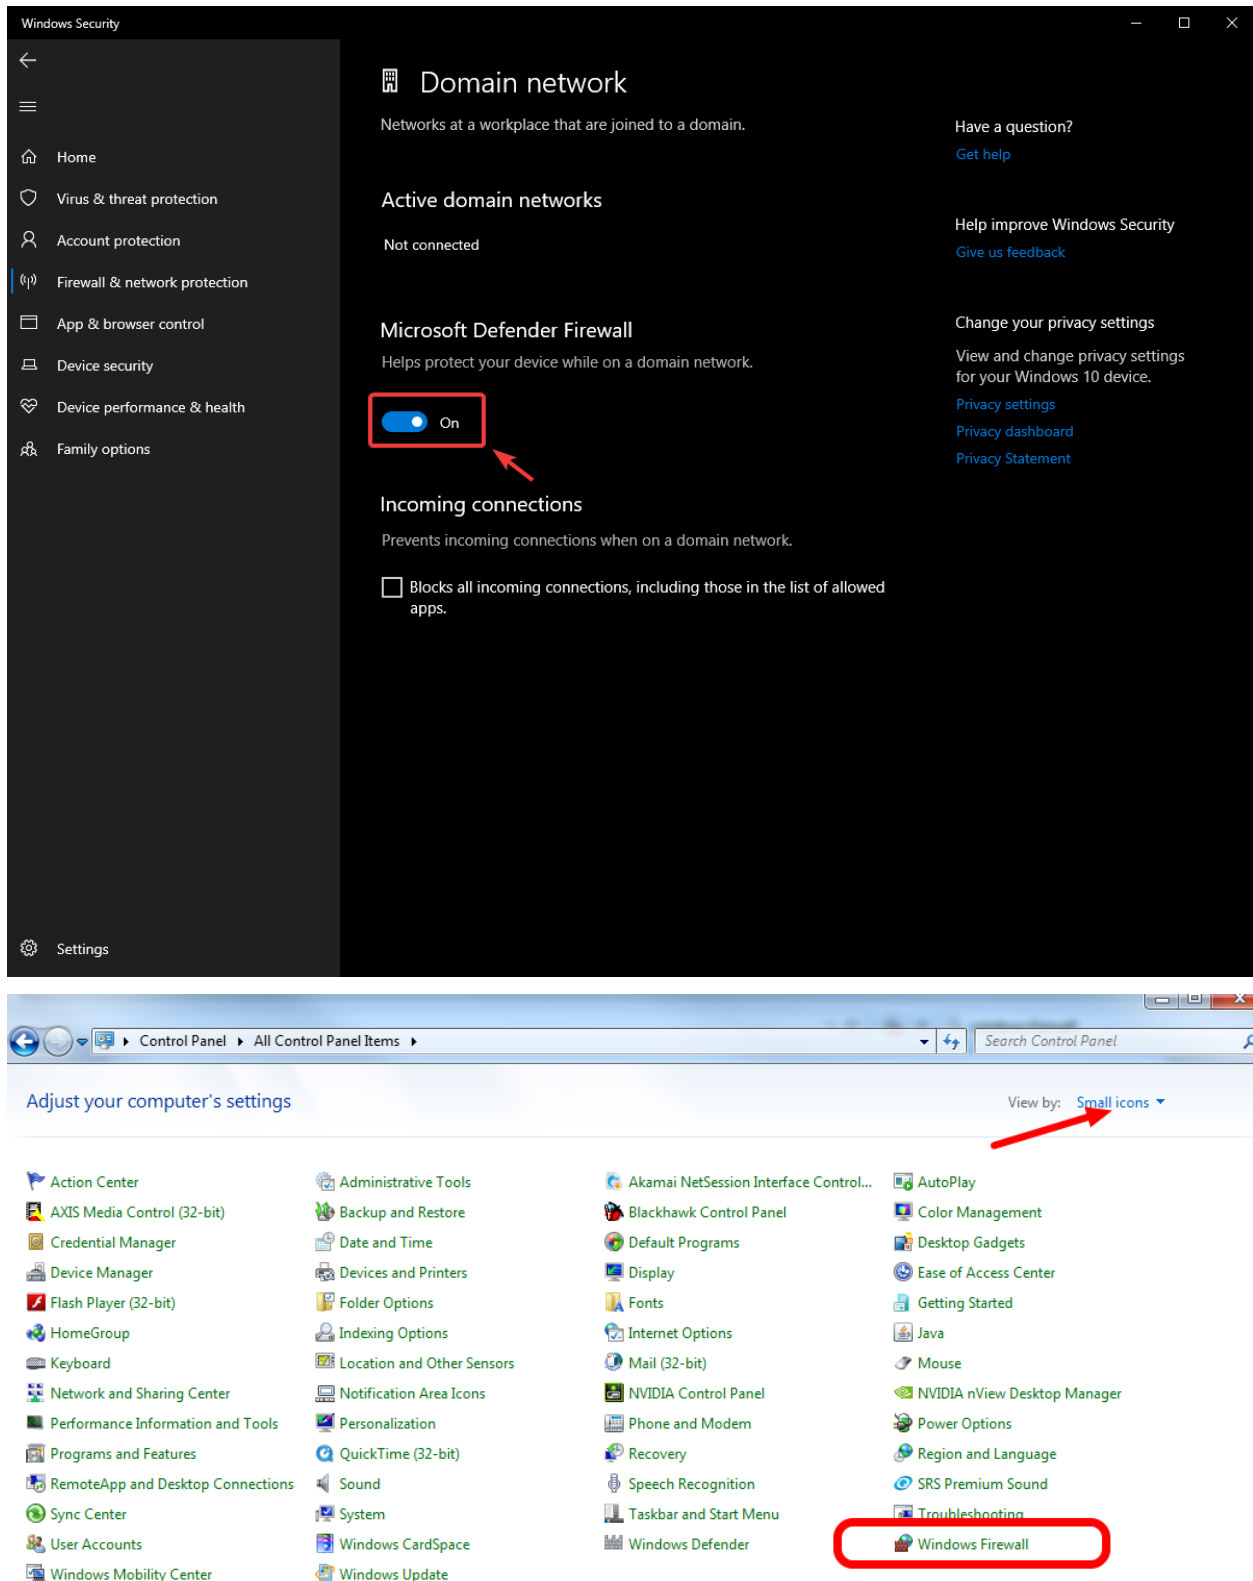 Windows Security
Domain network
Networks at a workplace that are joined to a domain.
Have a question?
Get help
Home
Virus & threat protection
Account protection
Firewall & network protection
App & browser control
Device security
Device performance & health
Family options
Settings
Active domain networks
Not connected
Help improve Windows Security
Give us feedback
Microsoft Defender Firewall
Helps protect your device while on a domain network.
On
Change your privacy settings
View and change privacy settings
for your Windows 10 device.
Privacy settings
Privacy dashboard
Privacy Statement
Incoming connections
Prevents incoming connections when on a domain network.
Blocks all incoming connections, including those in the list of allowed
apps.
Control Panel All Control Panel Items
Search Control Panel
Adjust your computer's settings
View by: Small icons
Action Center Administrative Tools Akamai NetSession Interface Control... AutoPlay
AXIS Media Control (32-bit) Backup and Restore Blackhawk Control Panel Color Management
Credential Manager Date and Time Default Programs Desktop Gadgets
Device Manager Devices and Printers Display Ease of Access Center
Flash Player (32-bit) Folder Options Fonts Getting Started
HomeGroup Indexing Options Internet Options Java
Keyboard Location and Other Sensors Mail (32-bit) Mouse
Network and Sharing Center Notification Area Icons NVIDIA Control Panel NVIDIA nView Desktop Manager
Performance Information and Tools Personalization Phone and Modem Power Options
Programs and Features QuickTime (32-bit) Recovery Region and Language
RemoteApp and Desktop Connections Sound Speech Recognition SRS Premium Sound
Sync Center System Taskbar and Start Menu Troubleshooting
User Accounts Windows CardSpace Windows Defender Windows Firewall
Windows Mobility Center Windows Update